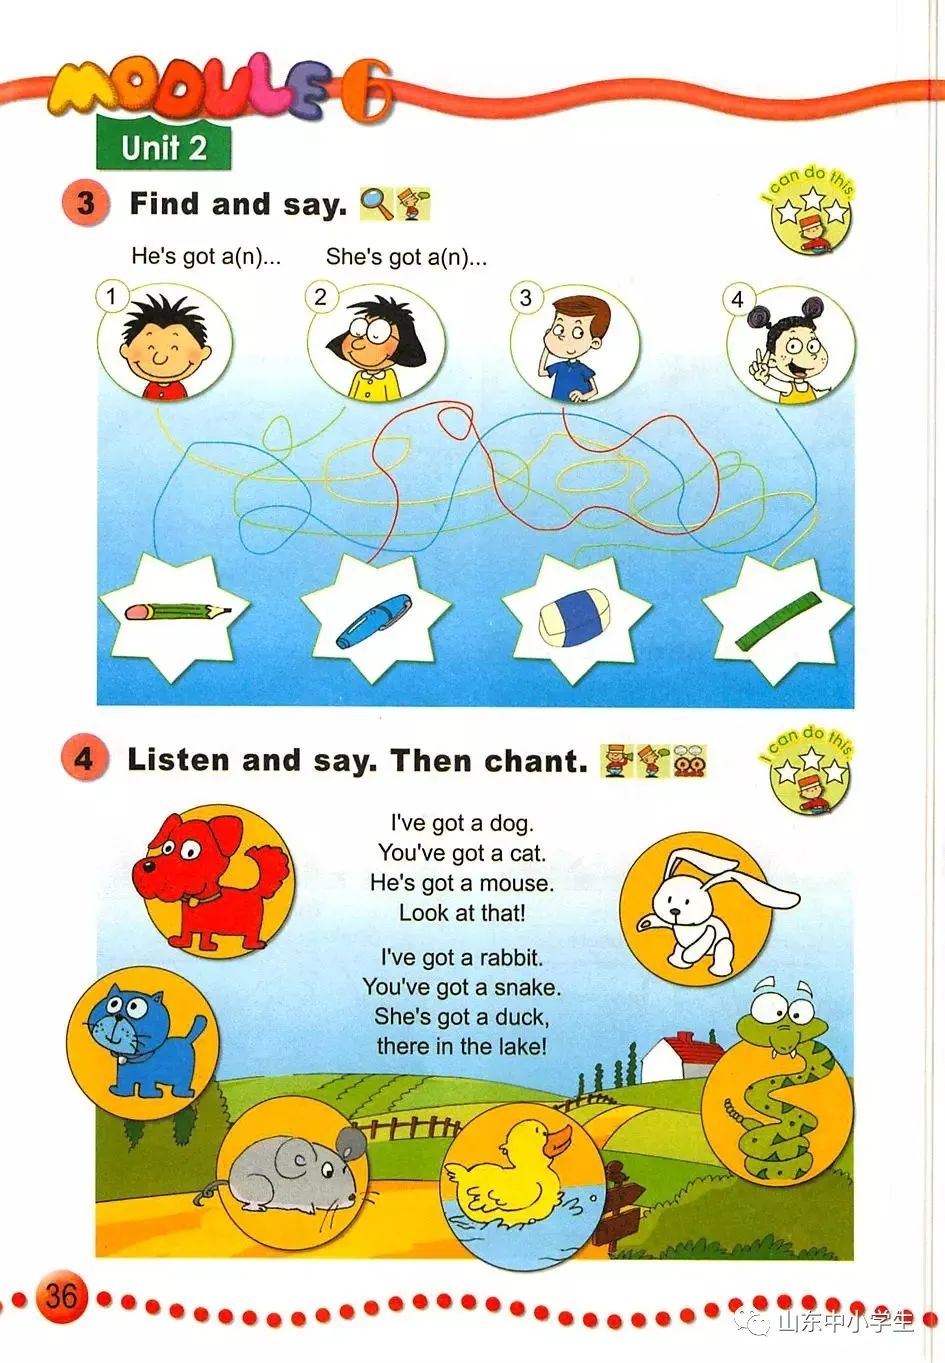 MODULE 6
Unit 2
3 Find and say.
I can do this.
He's got a(n)... She's got a(n)...
1 2 3 4
4 Listen and say. Then chant.
I can do this.
I've got a dog.
You've got a cat.
He's got a mouse.
Look at that!
I've got a rabbit.
You've got a snake.
She's got a duck,
there in the lake!
36
山东中小学生